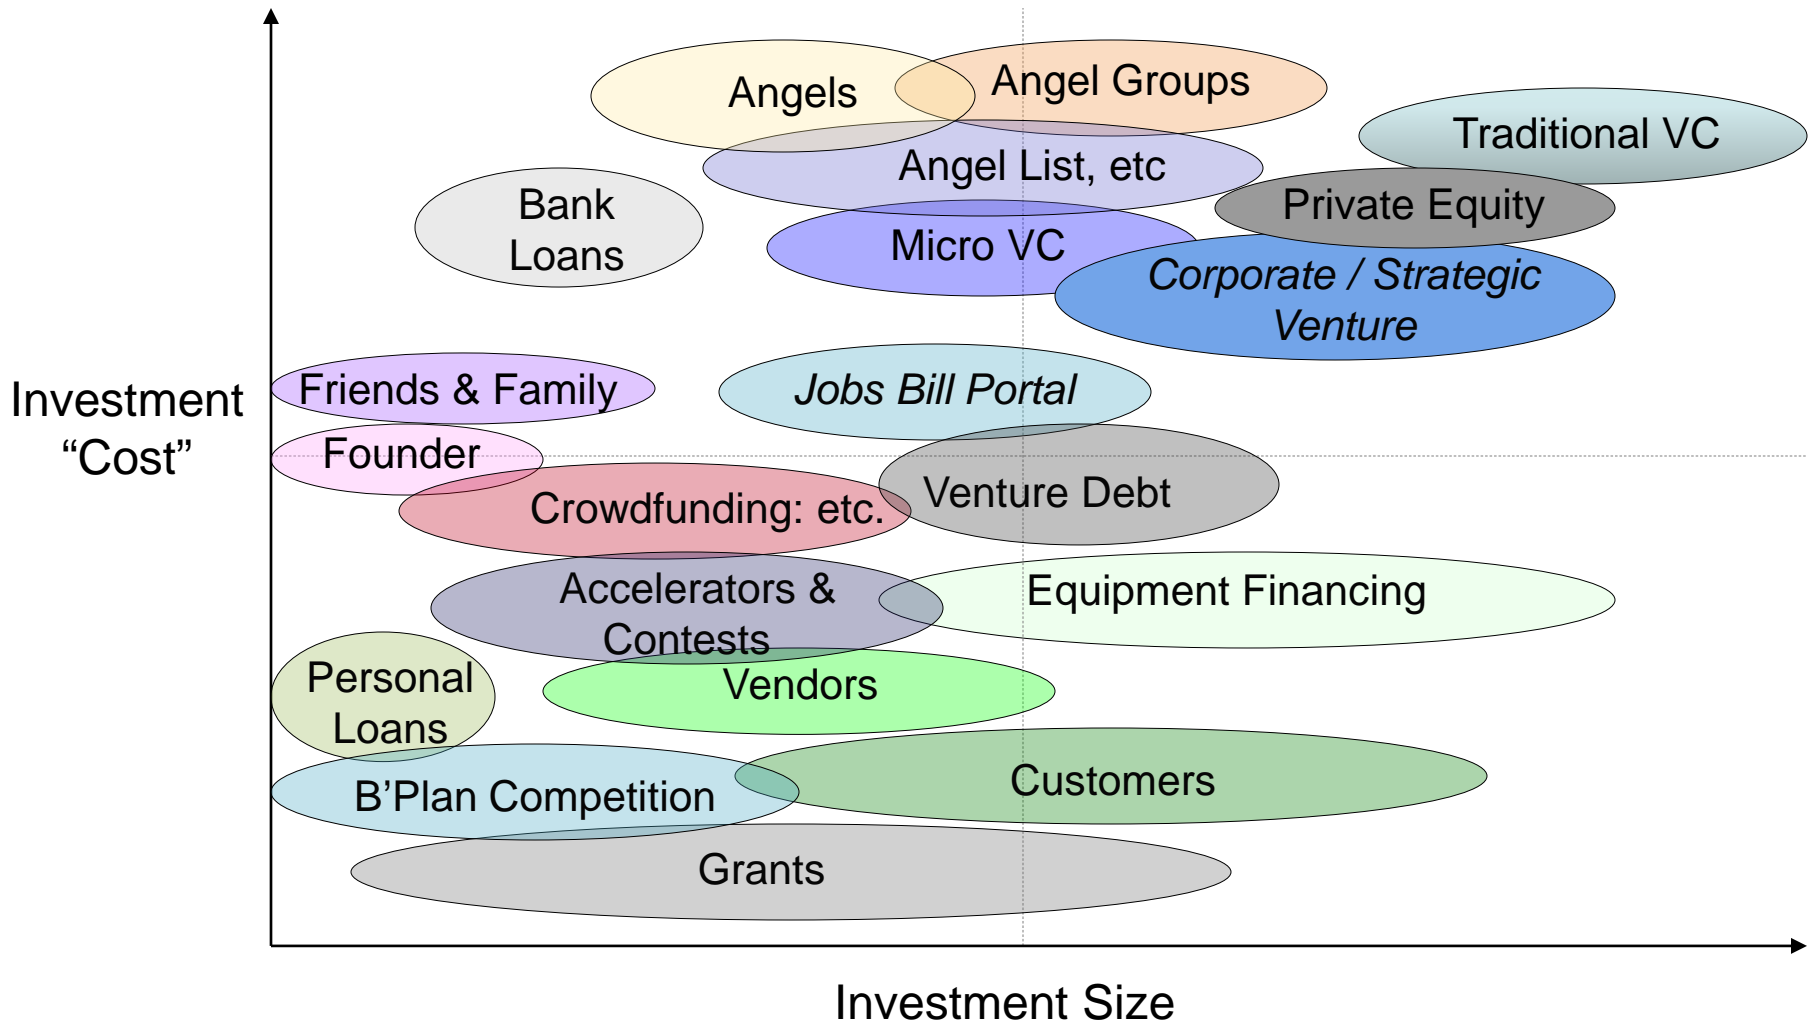 Angels
Angel Groups
Traditional VC
Angel List, etc
Bank
Loans
Private Equity
Micro VC
Corporate / Strategic
Venture
Friends & Family
Jobs Bill Portal
Investment
“Cost”
Founder
Venture Debt
Crowdfunding: etc.
Accelerators &
Contests
Equipment Financing
Personal
Loans
Vendors
B’Plan Competition
Customers
Grants
Investment Size